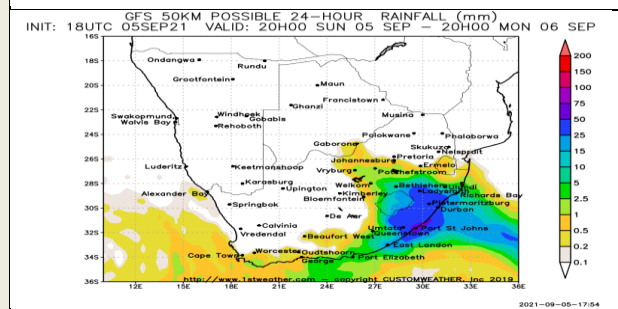 GFS 50KM POSSIBLE 24-HOUR RAINFALL (mm)
INIT: 18UTC 05SEP21 VALID: 20H00 SUN 05 SEP - 20H00 MON 06 SEP
16S
Ondangwa
Rundu
200
18S
Grootfontein
150
Maun
100
20S
Francistown
Ghanzi
75
22S
Musina
Swakopmund
Windhoek
Gobabis
50
Walvis Bay
Rehoboth
Polokwane
Phalaborwa
25
24S
Gaborone
Skukuza
Pretoria
Nelspruit
15
Johannesburg
26S
Luderitz
Keetmanshoop
Vryburg
Potchefstroom
Ermelo
10
Karasburg
Upington
Welkom
Bethlehem
Ulundi
5
28S
Alexander Bay
Kimberley
Ladysmith
Richards Bay
Springbok
Bloemfontein
Pietermaritzburg
2.5
30S
De Aar
Durban
1
Calvinia
Umtata
Port St Johns
Vredendal
Beaufort West
Queenstown
0.5
32S
Worcester
Oudtshoorn
East London
0.2
Cape Town
George
Port Elizabeth
34S
0.1
http://www.1stweather.com - copyright CUSTOMWEATHER, Inc 2019
36S
12E 15E 18E 21E 24E 27E 30E 33E 36E
2021-09-05-17:54